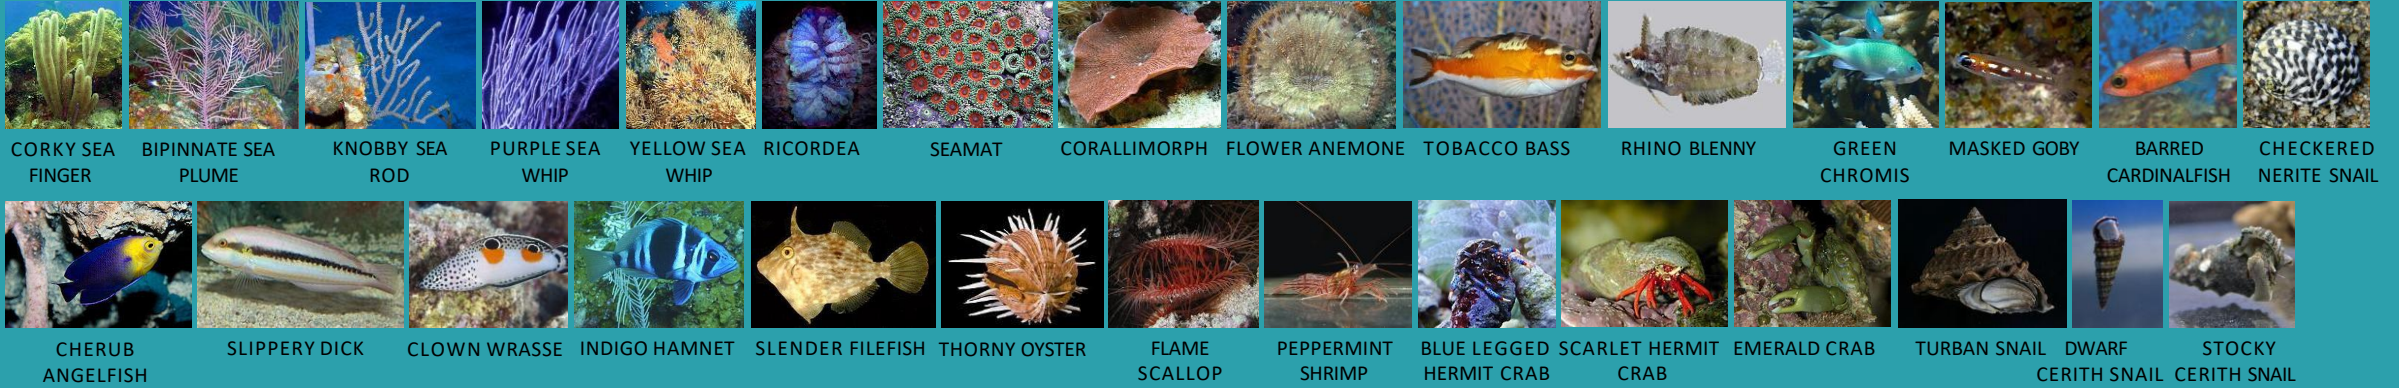 CORKY SEA
FINGER
BIPINNATE SEA
PLUME
KNOBBY SEA
ROD
PURPLE SEA
WHIP
YELLOW SEA
WHIP
RICORDEA
SEAMAT
CORALLIMORPH
FLOWER ANEMONE
TOBACCO BASS
RHINO BLENNY
GREEN
CHROMIS
MASKED GOBY
BARRED
CARDINALFISH
CHECKERED
NERITE SNAIL
CHERUB
ANGELFISH
SLIPPERY DICK
CLOWN WRASSE
INDIGO HAMNET
SLENDER FILEFISH
THORNY OYSTER
FLAME
SCALLOP
PEPPERMINT
SHRIMP
BLUE LEGGED
HERMIT CRAB
SCARLET HERMIT
CRAB
EMERALD CRAB
TURBAN SNAIL
DWARF
CERITH SNAIL
STOCKY
CERITH SNAIL